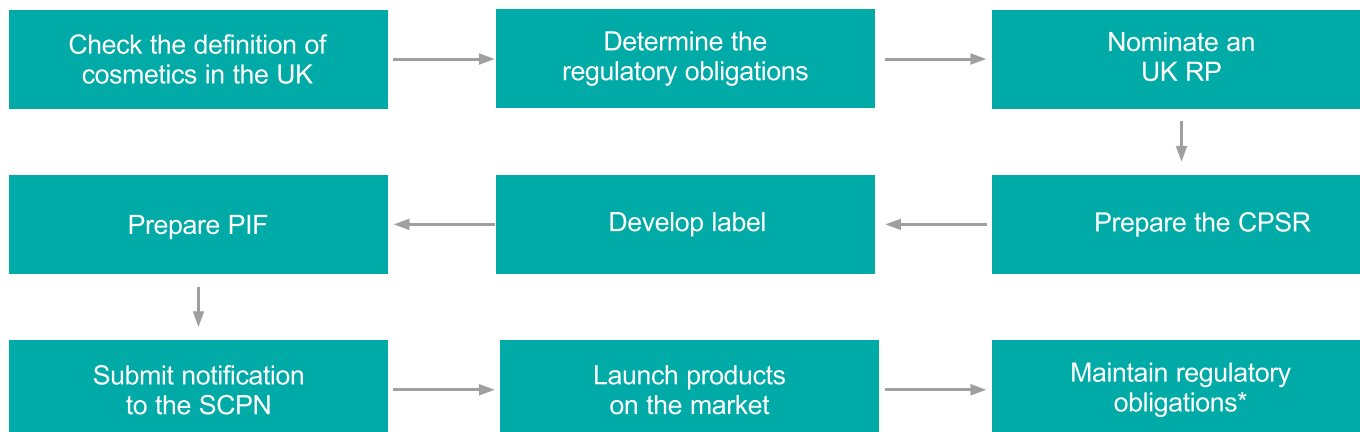 Check the definition of
cosmetics in the UK
Determine the
regulatory obligations
Nominate an
UK RP
Prepare the CPSR
Develop label
Prepare PIF
Submit notification
to the SCPN
Launch products
on the market
Maintain regulatory
obligations*